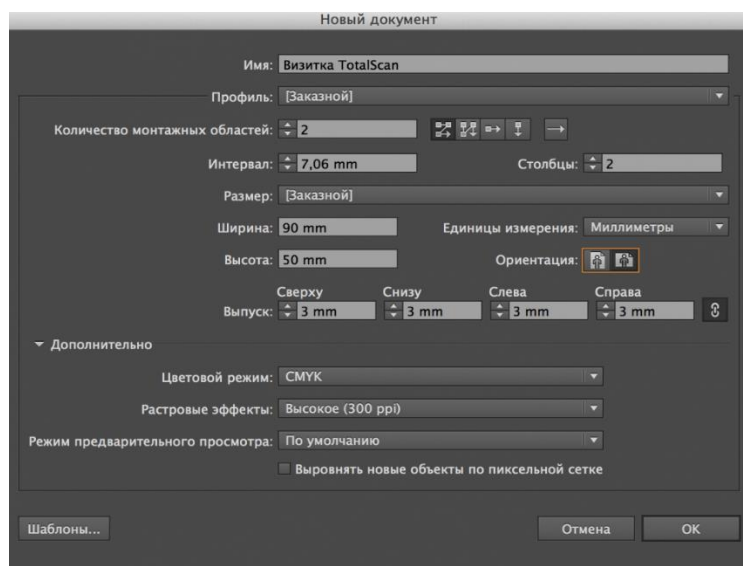 Новый документ
Имя: Визитка TotalScan
Профиль: [Заказной]
Количество монтажных областей: 2
Интервал: 7,06 mm Столбцы: 2
Размер: [Заказной]
Ширина: 90 mm Единицы измерения: Миллиметры
Высота: 50 mm Ориентация:
Сверху Снизу Слева Справа
Выпуск: 3 mm 3 mm 3 mm 3 mm
Дополнительно
Цветовой режим: CMYK
Растровые эффекты: Высокое (300 ppi)
Режим предварительного просмотра: По умолчанию
Выровнять новые объекты по пиксельной сетке
Шаблоны... Отмена OK